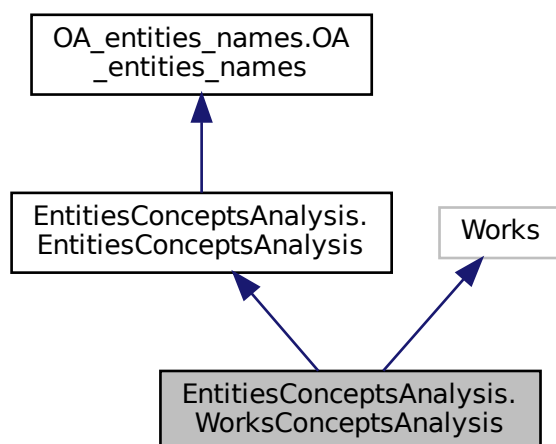 OA_entities_names.OA
_entities_names
EntitiesConceptsAnalysis.
EntitiesConceptsAnalysis
Works
EntitiesConceptsAnalysis.
WorksConceptsAnalysis